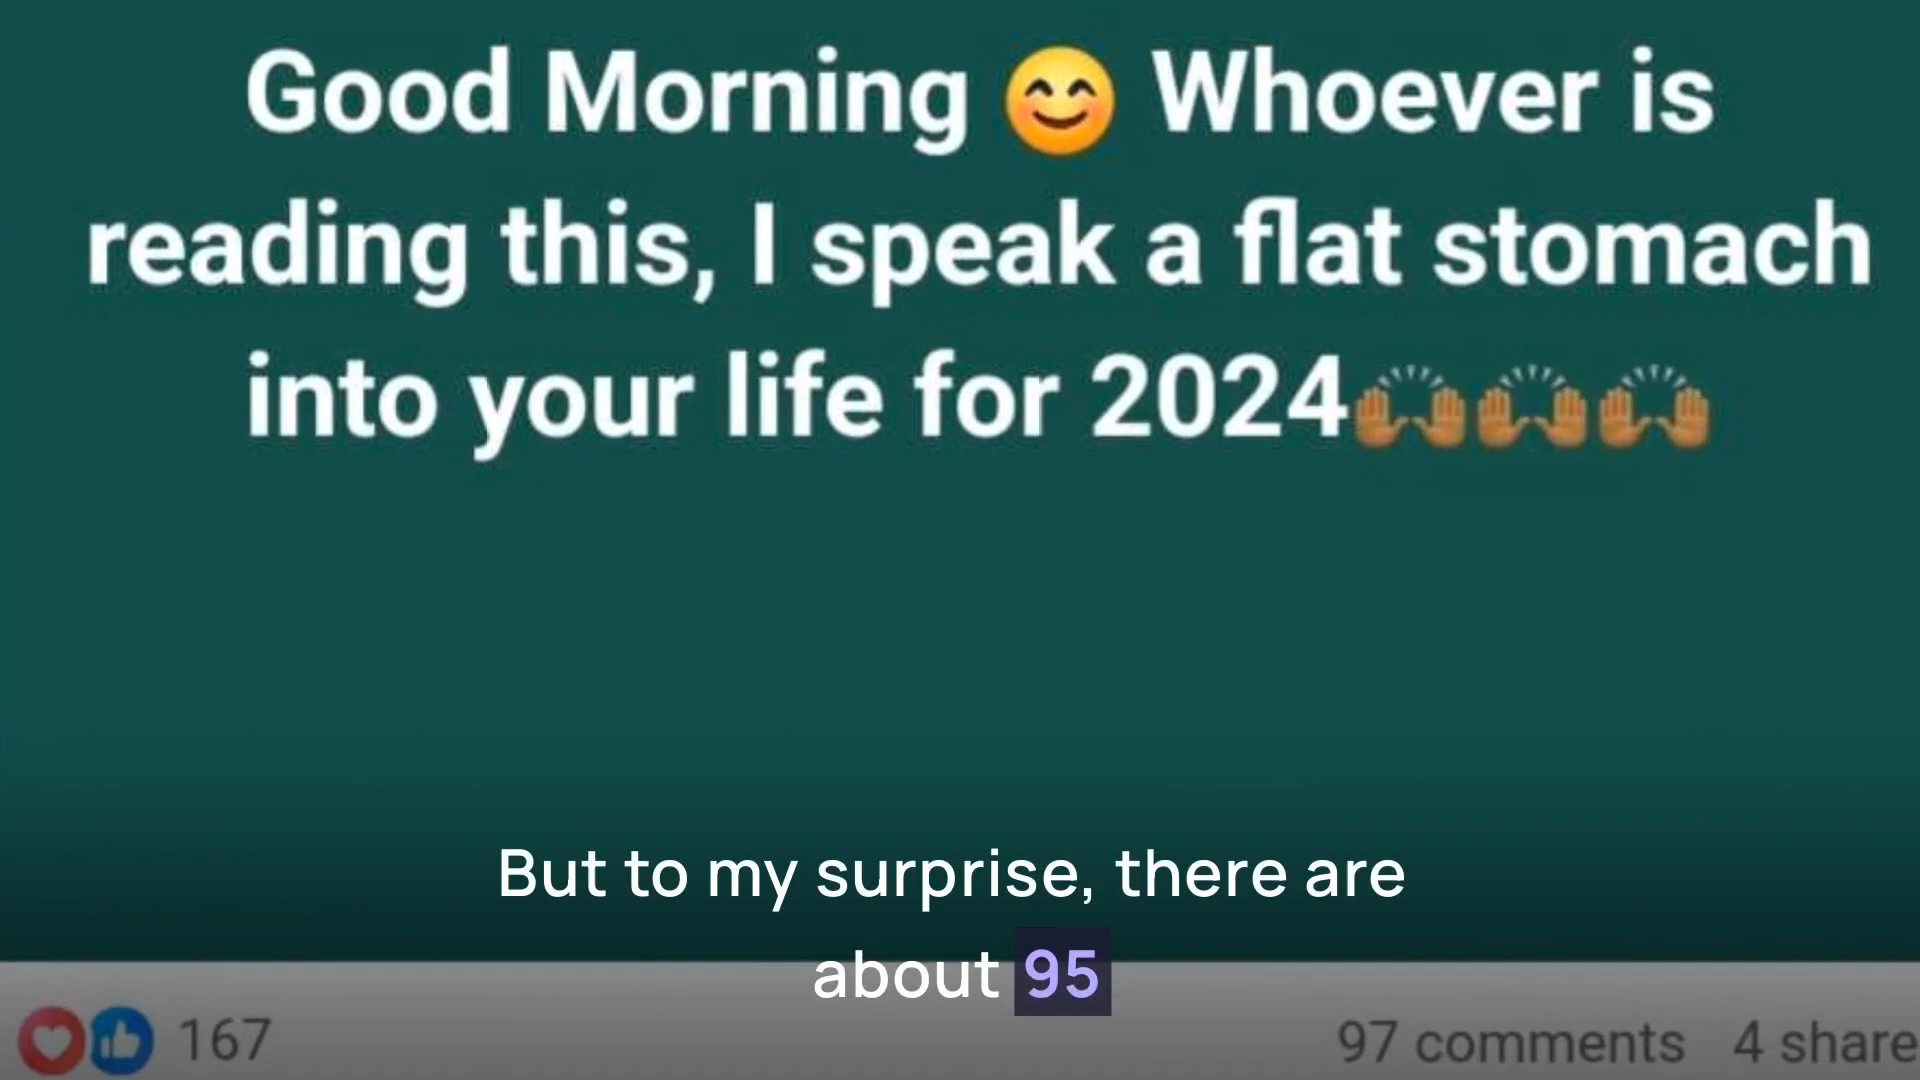 Good Morning 😊 Whoever is
reading this, I speak a flat stomach
into your life for 2024🙌🏾🙌🏾🙌🏾
But to my surprise, there are
about 95
167
97 comments 4 share